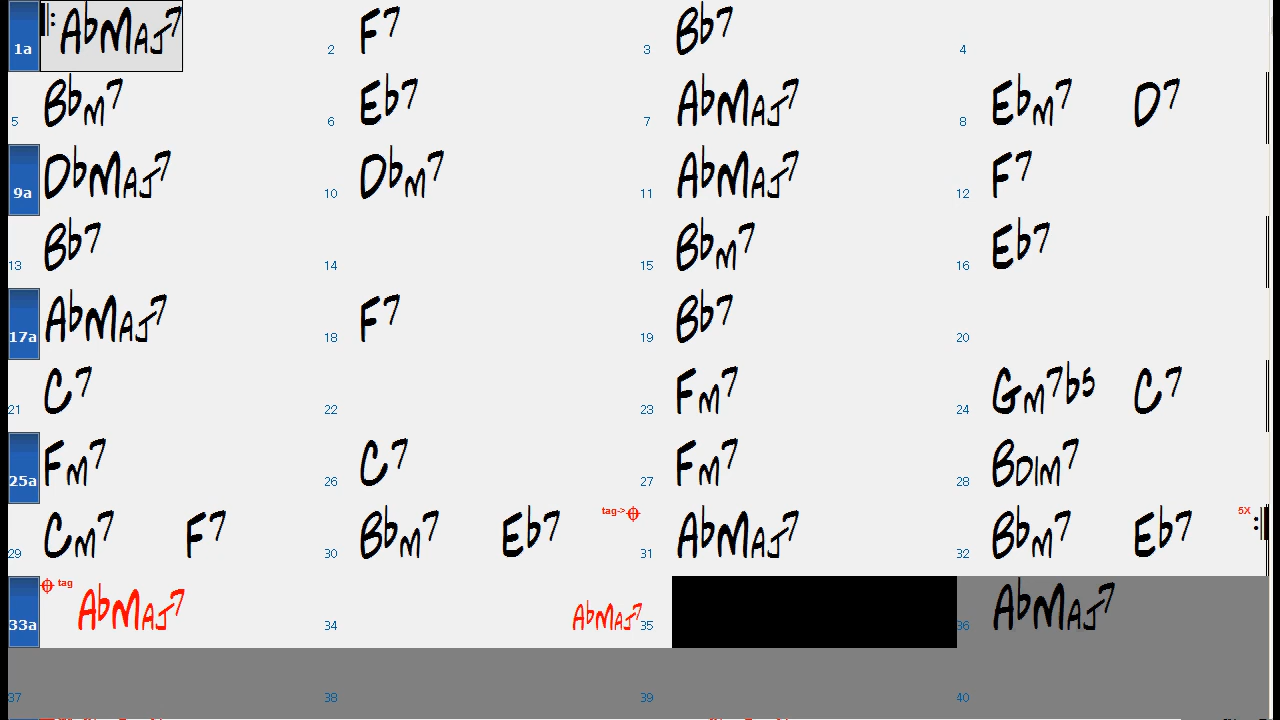 1a AbMAJ7 2 F7 3 Bb7 4
5 Bbm7 6 Eb7 7 AbMAJ7 8 Ebm7 D7
9a DbMAJ7 10 Dbm7 11 AbMAJ7 12 F7
13 Bb7 14 15 Bbm7 16 Eb7
17a AbMAJ7 18 F7 19 Bb7 20
21 C7 22 23 Fm7 24 Gm7b5 C7
25a Fm7 26 C7 27 Fm7 28 BDIM7
29 Cm7 F7 30 Bbm7 Eb7 tag-> 31 AbMAJ7 32 Bbm7 Eb7 5X
33a tag AbMAJ7 34 AbMAJ7 35 36 AbMAJ7
37 38 39 40